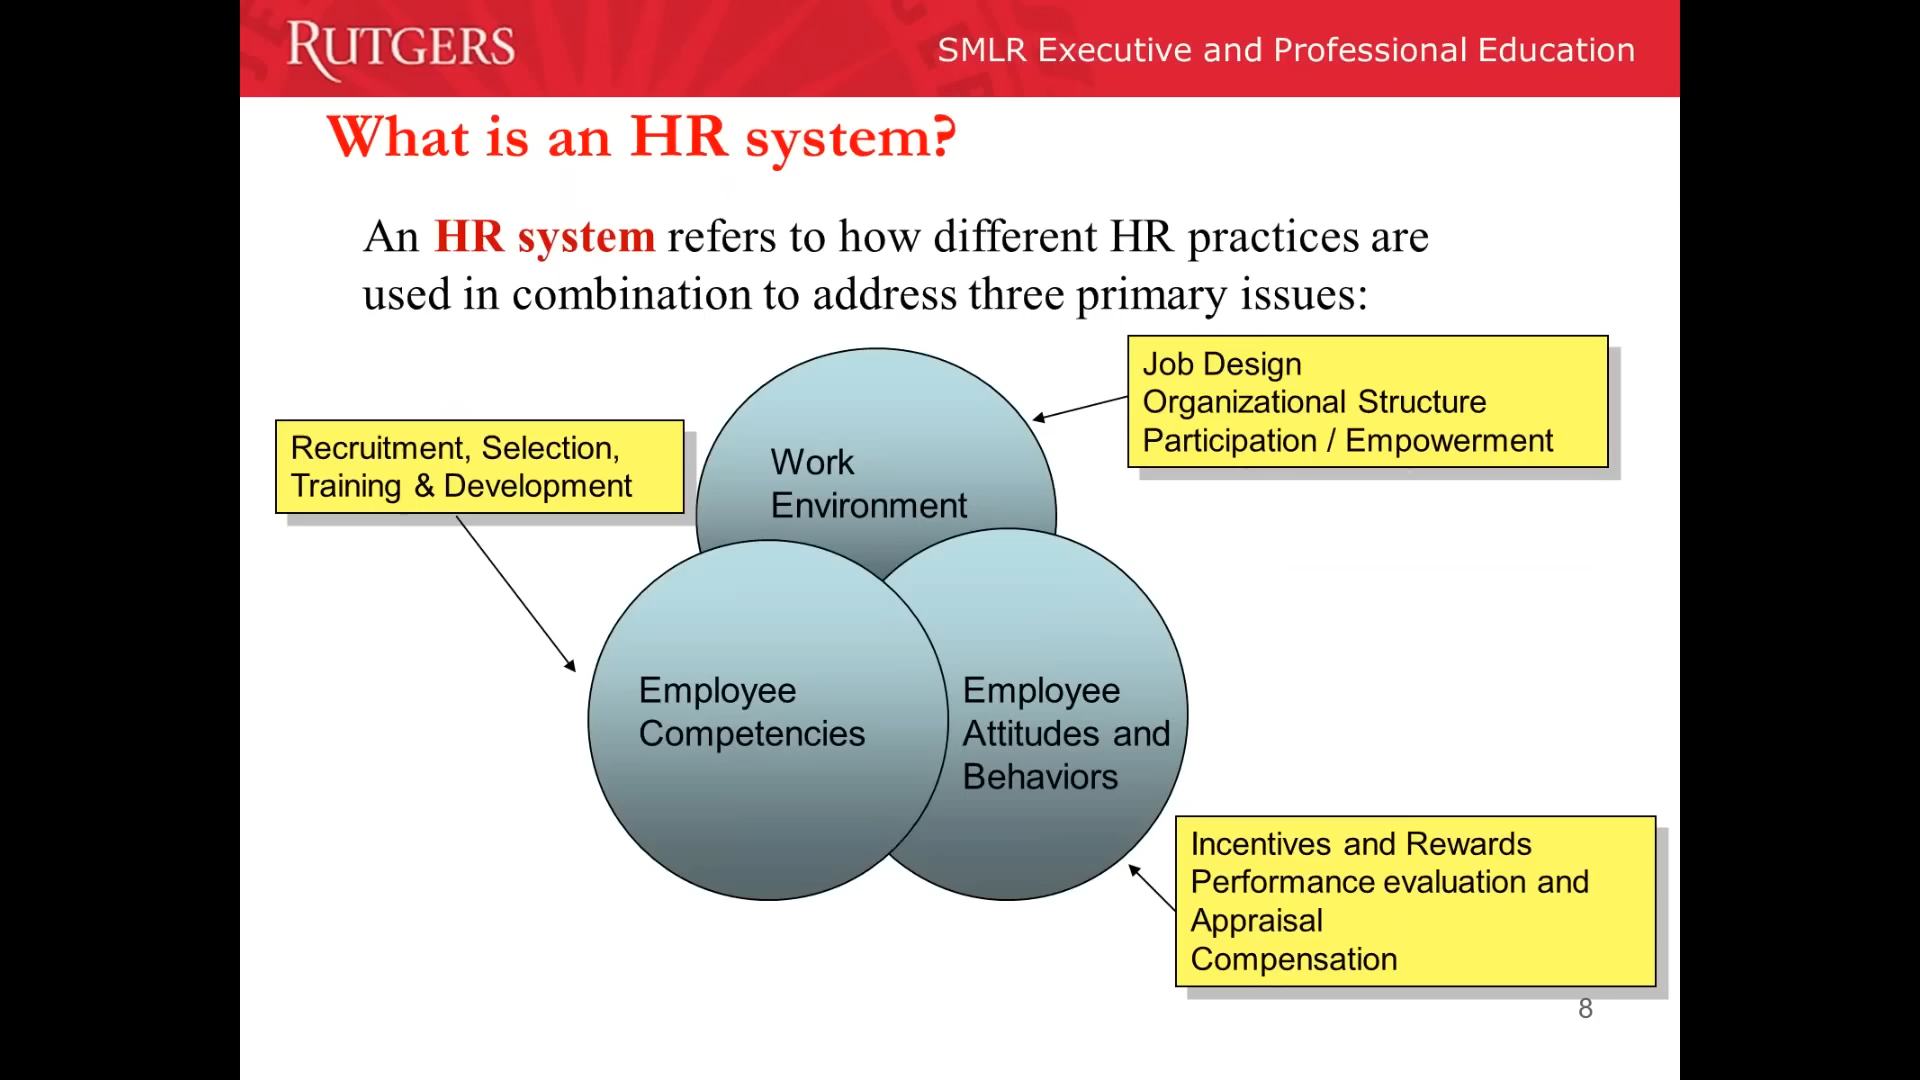 RUTGERS
SMLR Executive and Professional Education
What is an HR system?
An HR system refers to how different HR practices are
used in combination to address three primary issues:
Job Design
Organizational Structure
Participation / Empowerment
Recruitment, Selection,
Training & Development
Work
Environment
Employee
Competencies
Employee
Attitudes and
Behaviors
Incentives and Rewards
Performance evaluation and
Appraisal
Compensation
8